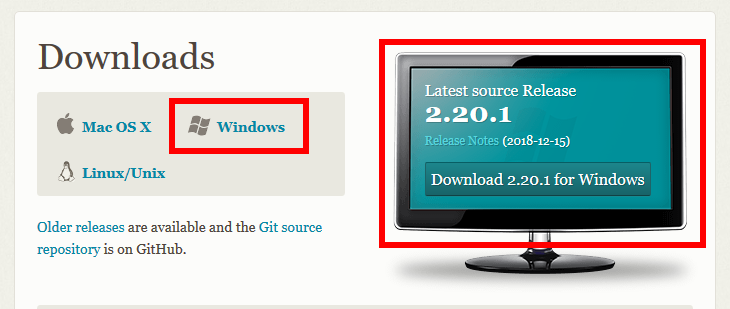 Downloads
Mac OS X
Windows
Linux/Unix
Older releases are available and the Git source
repository is on GitHub.
Latest source Release
2.20.1
Release Notes (2018-12-15)
Download 2.20.1 for Windows